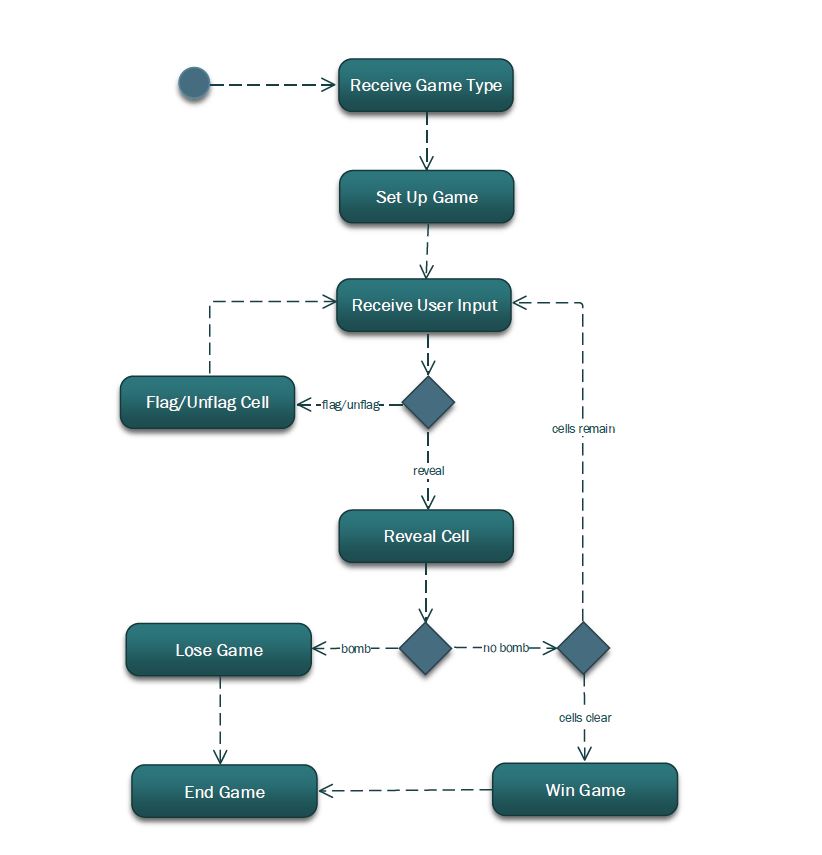 Receive Game Type
Set Up Game
Receive User Input
Flag/Unflag Cell
flag/unflag
cells remain
reveal
Reveal Cell
Lose Game
bomb
no bomb
cells clear
End Game
Win Game